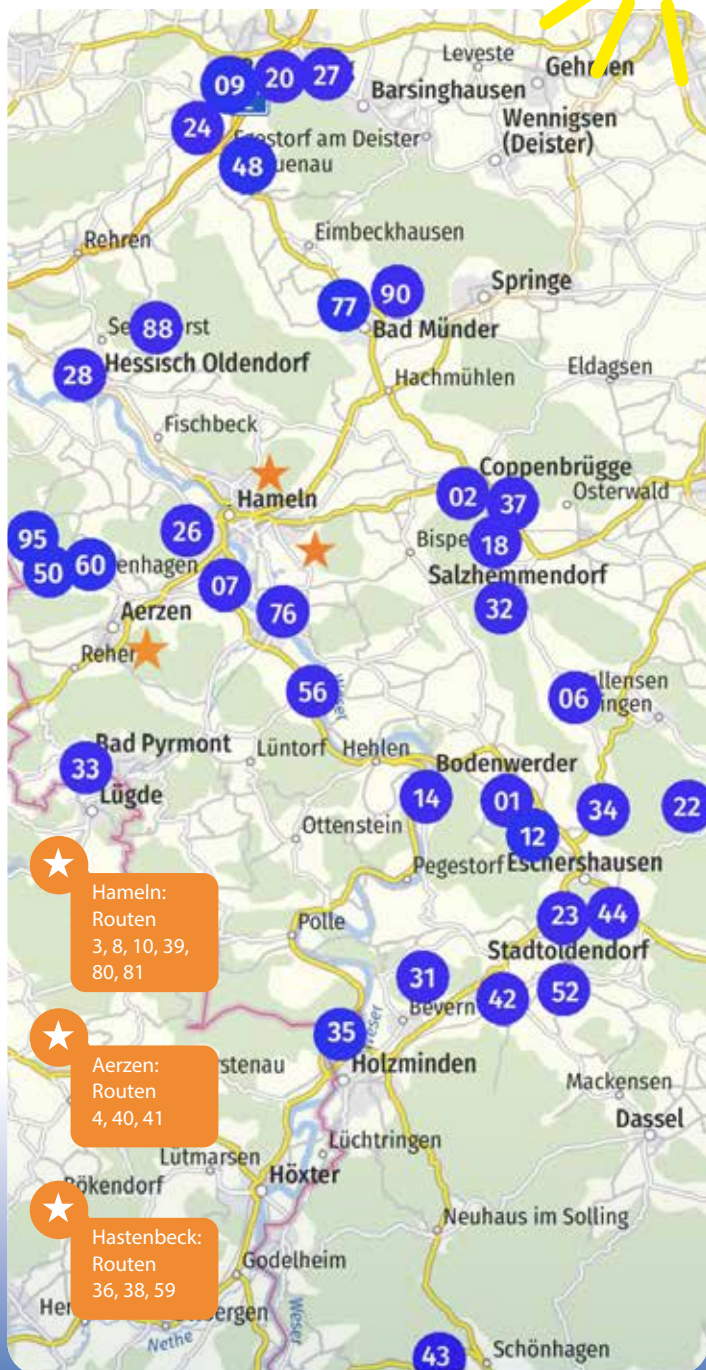 Leveste
Gehrden
09
20
27
Barsinghausen
24
Wennigsen
(Deister)
am Deister
48
Eimbeckhausen
Rehren
Springe
90
77
88
Bad Münder
28
Hessisch Oldendorf
Eldagsen
Hachmühlen
Fischbeck
Coppenbrügge
Hameln
02
37
Osterwald
26
95
18
50
60
Salzhemmendorf
07
76
32
Aerzen
Reher
56
Weser
06
Bad Pyrmont
Lüntorf
Hehlen
33
Bodenwerder
Lügde
14
01
34
22
Ottenstein
12
Pegestorf
Eschershausen
Hameln:
Routen
3, 8, 10, 39,
80, 81
23
44
Polle
Stadtoldendorf
31
42
52
Bevern
Weser
35
Holzminden
Aerzen:
Routen
4, 40, 41
Mackensen
Dassel
Lüchtringen
Lütmarsen
Höxter
Neuhaus im Solling
Hastenbeck:
Routen
36, 38, 59
Godelheim
Weser
Nethe
43
Schönhagen